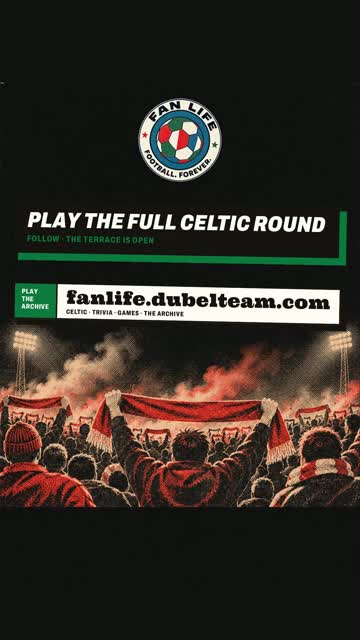 FAN LIFE
FOOTBALL. FOREVER.
PLAY THE FULL CELTIC ROUND
FOLLOW · THE TERRACE IS OPEN
PLAY
THE
ARCHIVE
fanlife.dubelteam.com
CELTIC · TRIVIA · GAMES · THE ARCHIVE